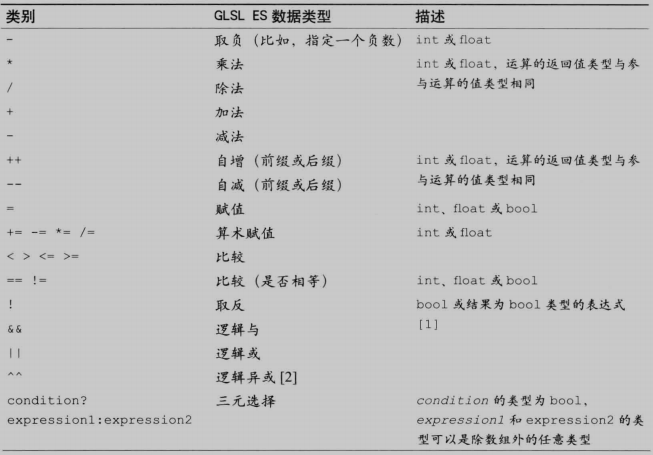 类别 GLSL ES 数据类型 描述
- 取负（比如，指定一个负数） int 或 float
* 乘法 int 或 float，运算的返回值类型与参
/ 除法 与运算的值类型相同
+ 加法
- 减法
++ 自增（前缀或后缀） int 或 float，运算的返回值类型与参
-- 自减（前缀或后缀） 与运算的值类型相同
= 赋值 int、float 或 bool
+= -= *= /= 算术赋值 int 或 float
< > <= >= 比较
== != 比较（是否相等） int、float 或 bool
! 取反 bool 或结果为 bool 类型的表达式
&& 逻辑与 [1]
|| 逻辑或
^^ 逻辑异或 [2]
condition? 三元选择 condition 的类型为 bool，
expression1:expression2 expression1 和 expression2 的类
型可以是除数组外的任意类型